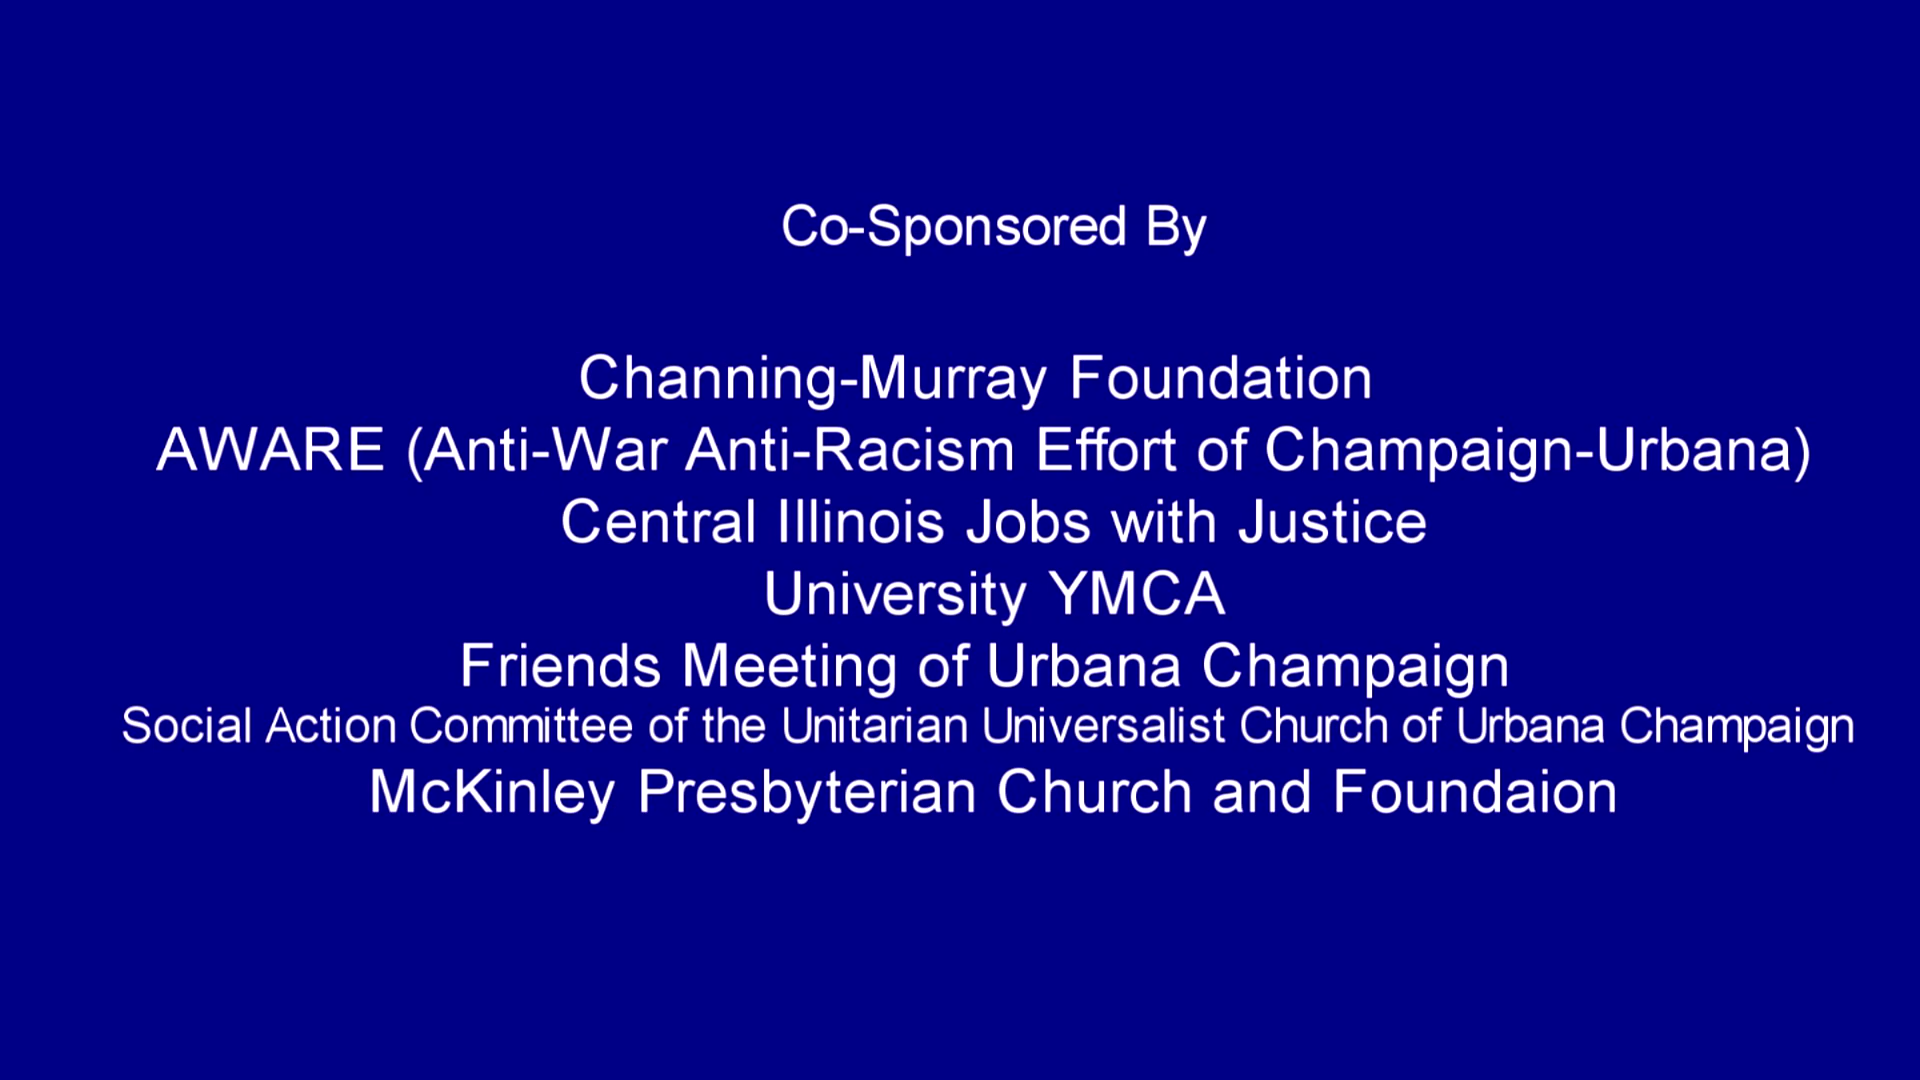 Co-Sponsored By
Channing-Murray Foundation
AWARE (Anti-War Anti-Racism Effort of Champaign-Urbana)
Central Illinois Jobs with Justice
University YMCA
Friends Meeting of Urbana Champaign
Social Action Committee of the Unitarian Universalist Church of Urbana Champaign
McKinley Presbyterian Church and Foundaion